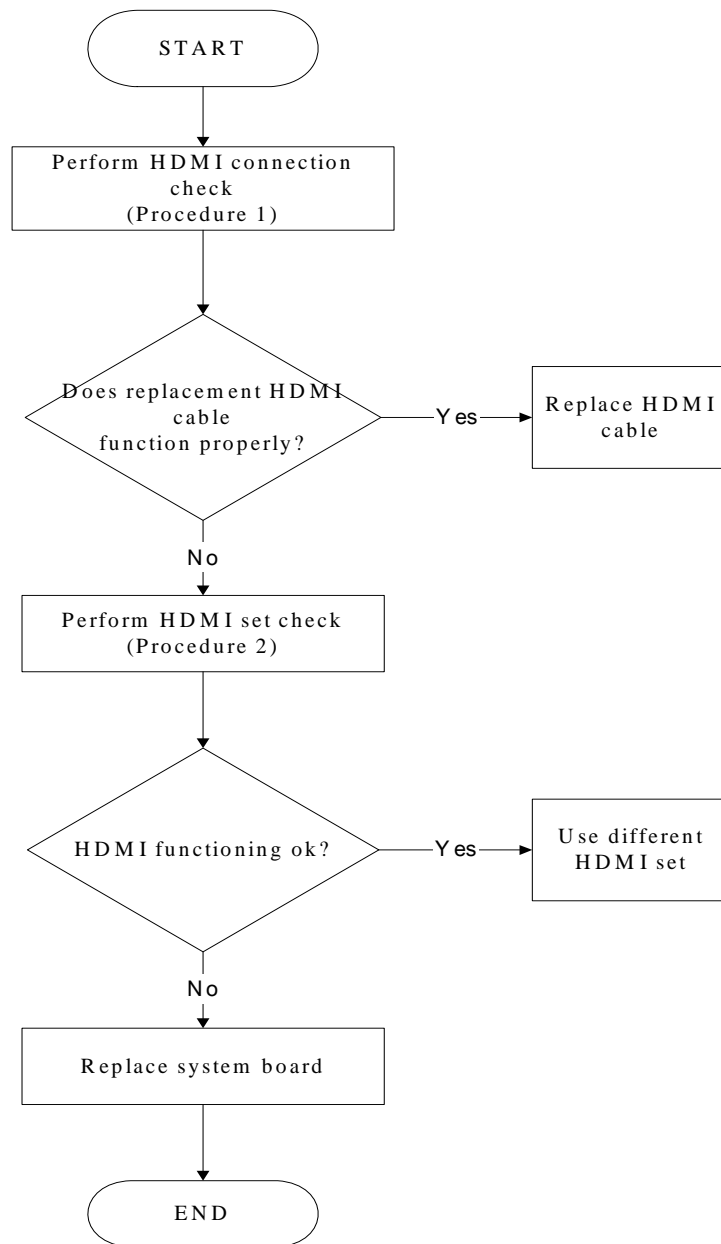 START
Perform HDMI connection
check
(Procedure 1)
Does replacement HDMI
cable
function properly?
Yes
Replace HDMI
cable
No
Perform HDMI set check
(Procedure 2)
HDMI functioning ok?
Yes
Use different
HDMI set
No
Replace system board
END